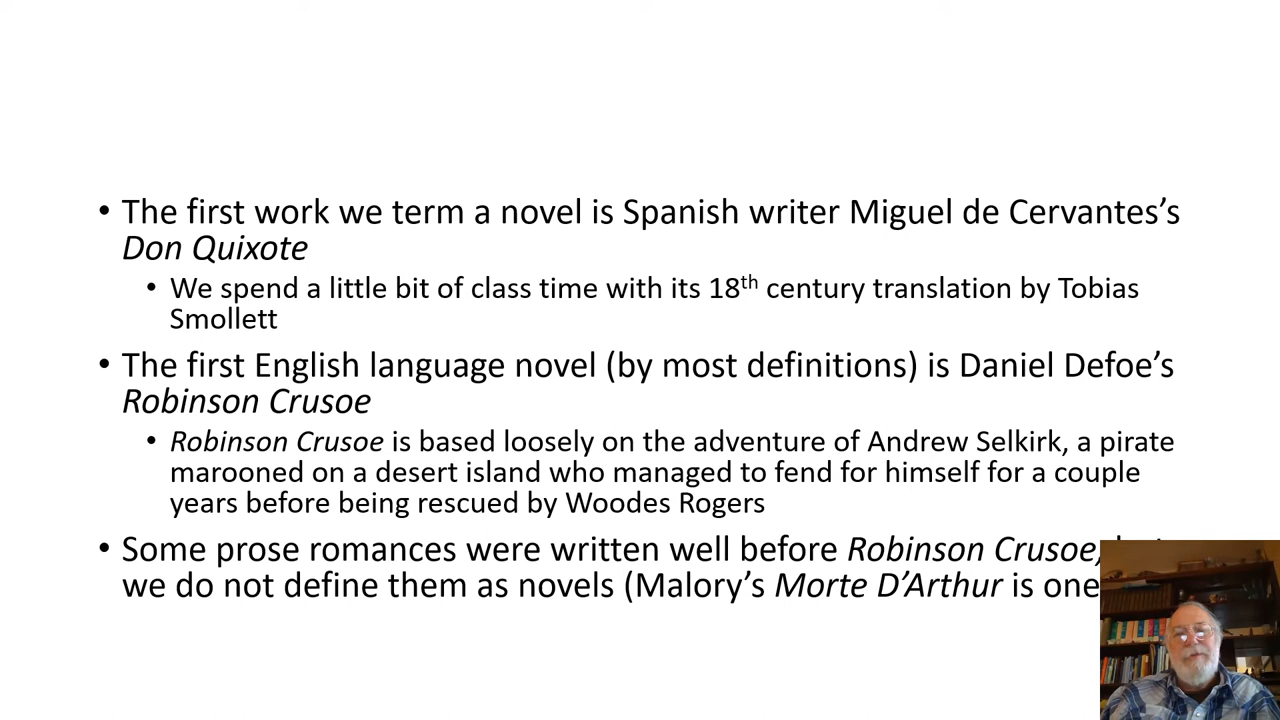 • The first work we term a novel is Spanish writer Miguel de Cervantes's
Don Quixote
• We spend a little bit of class time with its 18th century translation by Tobias
Smollett
• The first English language novel (by most definitions) is Daniel Defoe's
Robinson Crusoe
• Robinson Crusoe is based loosely on the adventure of Andrew Selkirk, a pirate
marooned on a desert island who managed to fend for himself for a couple
years before being rescued by Woodes Rogers
• Some prose romances were written well before Robinson Crusoe,
we do not define them as novels (Malory's Morte D'Arthur is one